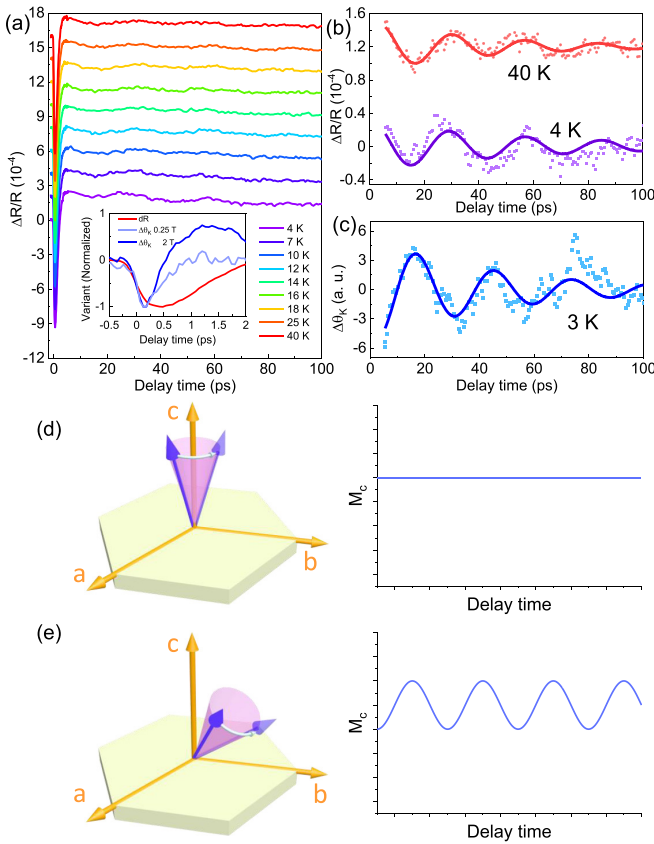 (a)
ΔR/R (10⁻⁴)
18
15
12
9
6
3
0
-3
-6
-9
-12
0
20
40
60
80
100
Delay time (ps)
Variant (Normalized)
1
0
-1
-0.5
0.0
0.5
1.0
1.5
2
Delay time (ps)
dR
Δθ_K 0.25 T
Δθ_K 2 T
4 K
7 K
10 K
12 K
14 K
16 K
18 K
25 K
40 K
(b)
ΔR/R (10⁻⁴)
1.6
1.2
0.8
0
-0.4
40 K
4 K
0
20
40
60
80
100
Delay time (ps)
(c)
Δθ_K (a. u.)
6
3
0
-3
-6
3 K
0
20
40
60
80
100
Delay time (ps)
(d)
c
a
b
M_c
Delay time
(e)
c
a
b
M_c
Delay time